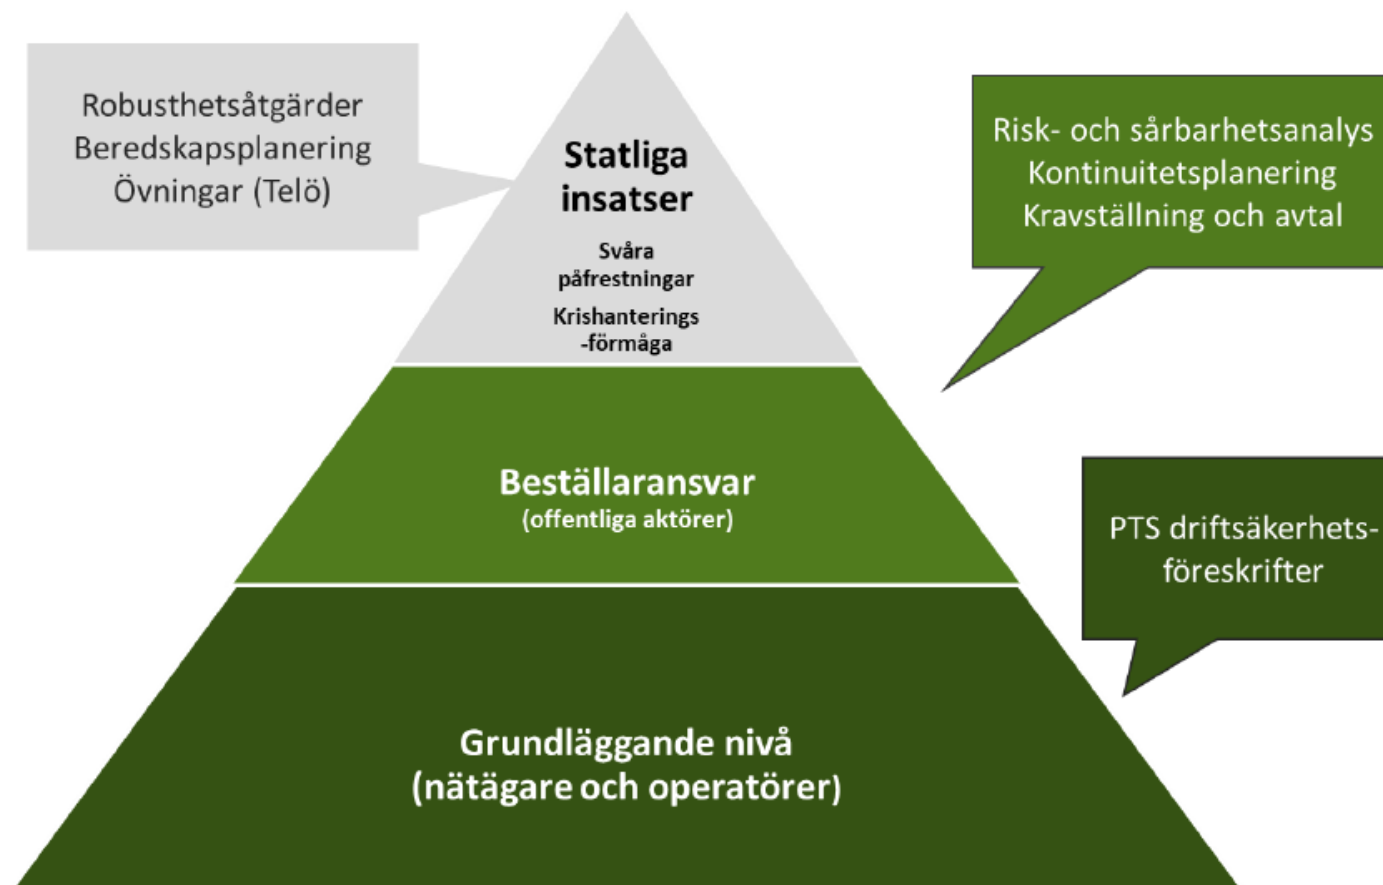 Robusthetsåtgärder
Beredskapsplanering
Övningar (Telö)
Statliga
insatser
Svåra
påfrestningar
Krishanterings
-förmåga
Risk- och sårbarhetsanalys
Kontinuitetsplanering
Kravställning och avtal
Beställaransvar
(offentliga aktörer)
PTS driftsäkerhets-
föreskrifter
Grundläggande nivå
(nätägare och operatörer)